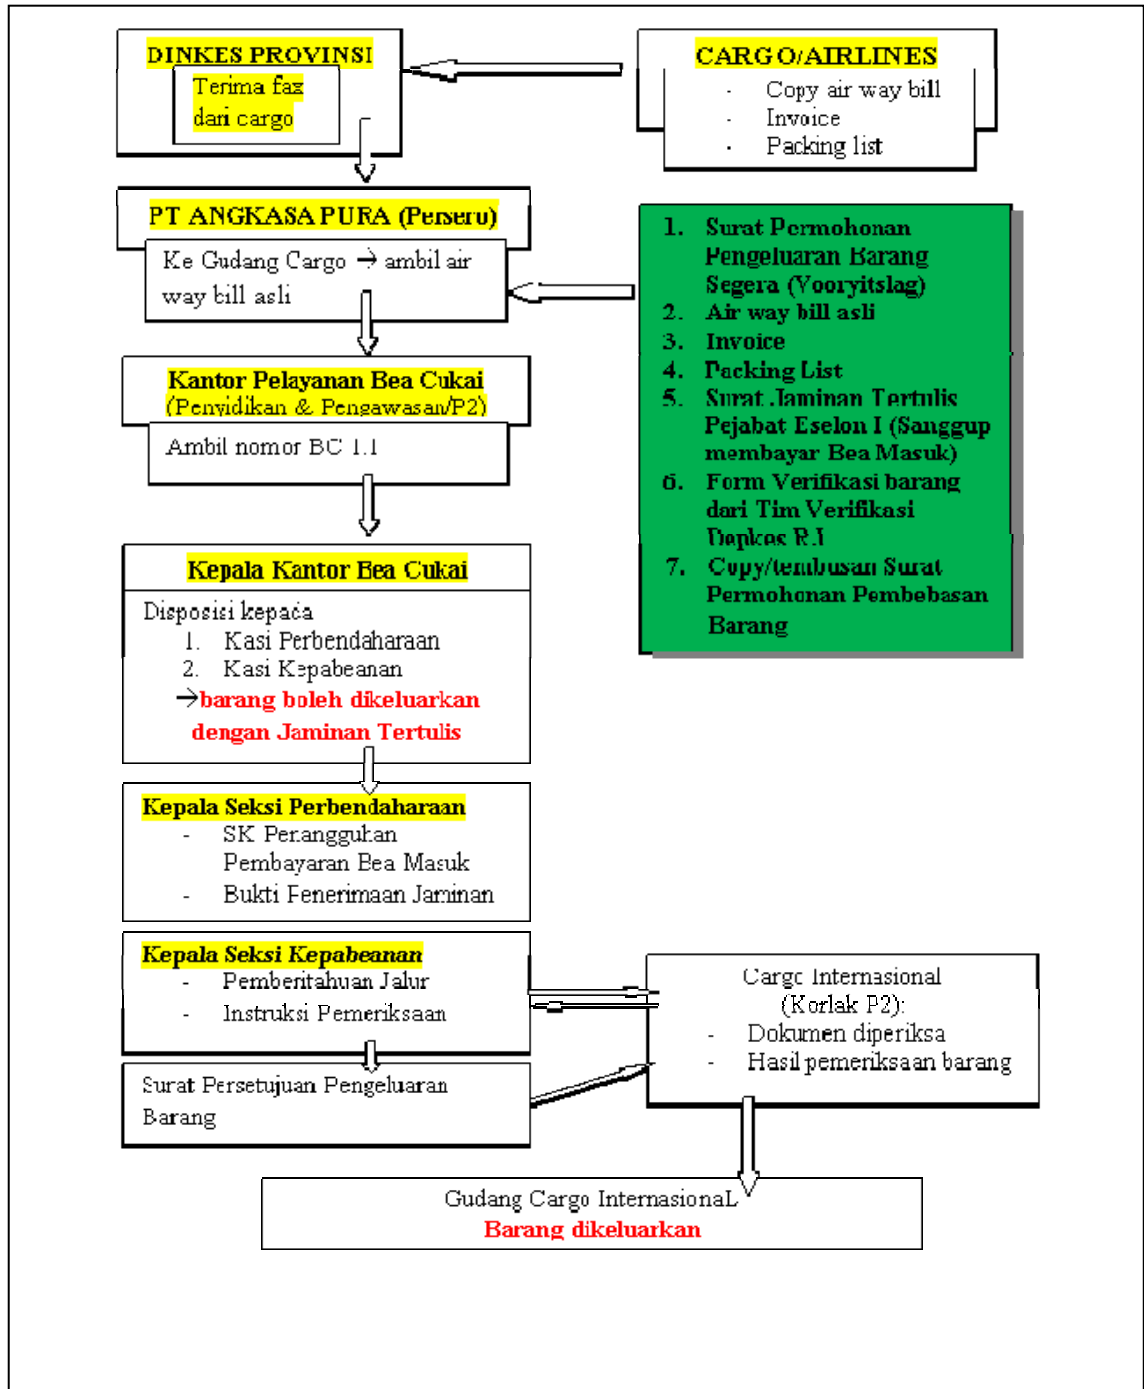 DINKES PROVINSI
Terima fax
dari cargo
CARGO/AIRLINES
- Copy air way bill
- Invoice
- Packing list
PT ANGKASA PURA (Persero)
Ke Gudang Cargo → ambil air
way bill asli
1. Surat Permohonan
Pengeluaran Barang
Segera (Vooryitslag)
2. Air way bill asli
3. Invoice
4. Packing List
5. Surat Jaminan Tertulis
Pejabat Eselon I (Sanggup
membayar Bea Masuk)
6. Form Verifikasi barang
dari Tim Verifikasi
Depkes R.I
7. Copy/tembusan Surat
Permohonan Pembebasan
Barang
Kantor Pelayanan Bea Cukai
(Penyidikan & Pengawasan/P2)
Ambil nomor BC 1.1
Kepala Kantor Bea Cukai
Disposisi kepada
1. Kasi Perbendaharaan
2. Kasi Kepabeanan
→barang boleh dikeluarkan
dengan Jaminan Tertulis
Kepala Seksi Perbendaharaan
- SK Penangguhan
Pembayaran Bea Masuk
- Bukti Penerimaan Jaminan
Kepala Seksi Kepabeanan
- Pemberitahuan Jalur
- Instruksi Pemeriksaan
Cargo Internasional
(Korlak P2):
- Dokumen diperiksa
- Hasil pemeriksaan barang
Surat Persetujuan Pengeluaran
Barang
Gudang Cargo InternasionaL
Barang dikeluarkan